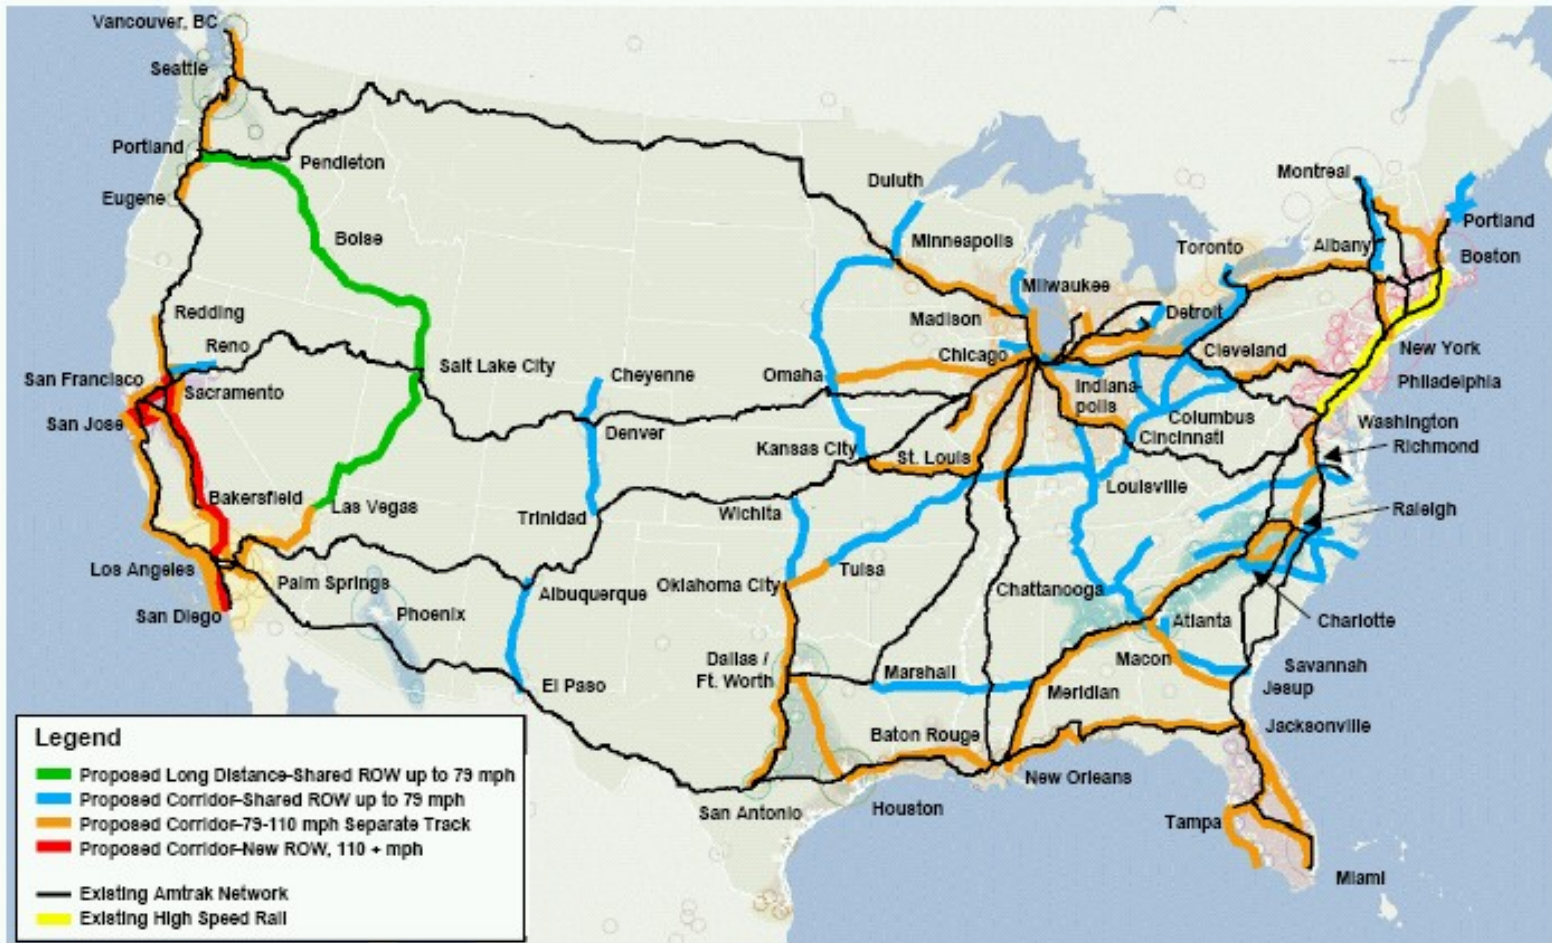 Vancouver, BC
Seattle
Portland
Pendleton
Eugene
Boise
Redding
Reno
San Francisco
Sacramento
San Jose
Salt Lake City
Cheyenne
Denver
Bakersfield
Las Vegas
Trinidad
Los Angeles
Palm Springs
San Diego
Phoenix
Albuquerque
El Paso
Duluth
Minneapolis
Milwaukee
Madison
Chicago
Omaha
Kansas City
St. Louis
Wichita
Oklahoma City
Tulsa
Dallas /
Ft. Worth
Marshall
Baton Rouge
San Antonio
Houston
New Orleans
Meridian
Montreal
Toronto
Albany
Portland
Boston
Detroit
Cleveland
New York
Philadelphia
Indiana-
polis
Columbus
Cincinnati
Washington
Richmond
Louisville
Raleigh
Chattanooga
Charlotte
Atlanta
Macon
Savannah
Jesup
Jacksonville
Tampa
Miami
Legend
Proposed Long Distance-Shared ROW up to 79 mph
Proposed Corridor-Shared ROW up to 79 mph
Proposed Corridor-79-110 mph Separate Track
Proposed Corridor-New ROW, 110 + mph
Existing Amtrak Network
Existing High Speed Rail